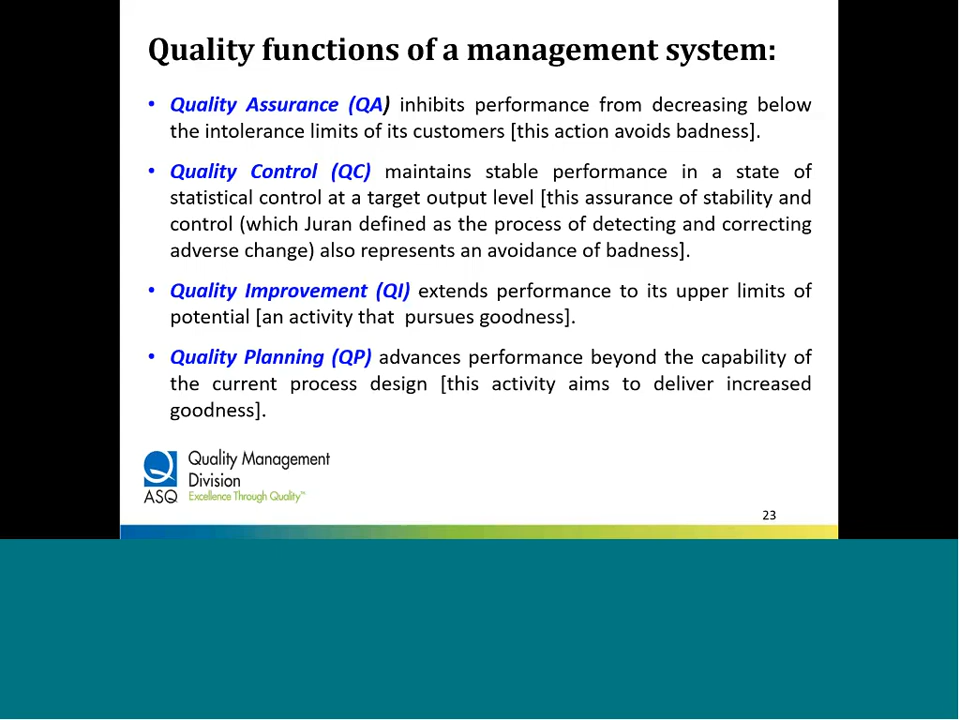 Quality functions of a management system:
• Quality Assurance (QA) inhibits performance from decreasing below
the intolerance limits of its customers [this action avoids badness].
• Quality Control (QC) maintains stable performance in a state of
statistical control at a target output level [this assurance of stability and
control (which Juran defined as the process of detecting and correcting
adverse change) also represents an avoidance of badness].
• Quality Improvement (QI) extends performance to its upper limits of
potential [an activity that pursues goodness].
• Quality Planning (QP) advances performance beyond the capability of
the current process design [this activity aims to deliver increased
goodness].
Quality Management
Division
ASQ Excellence Through Quality™
23